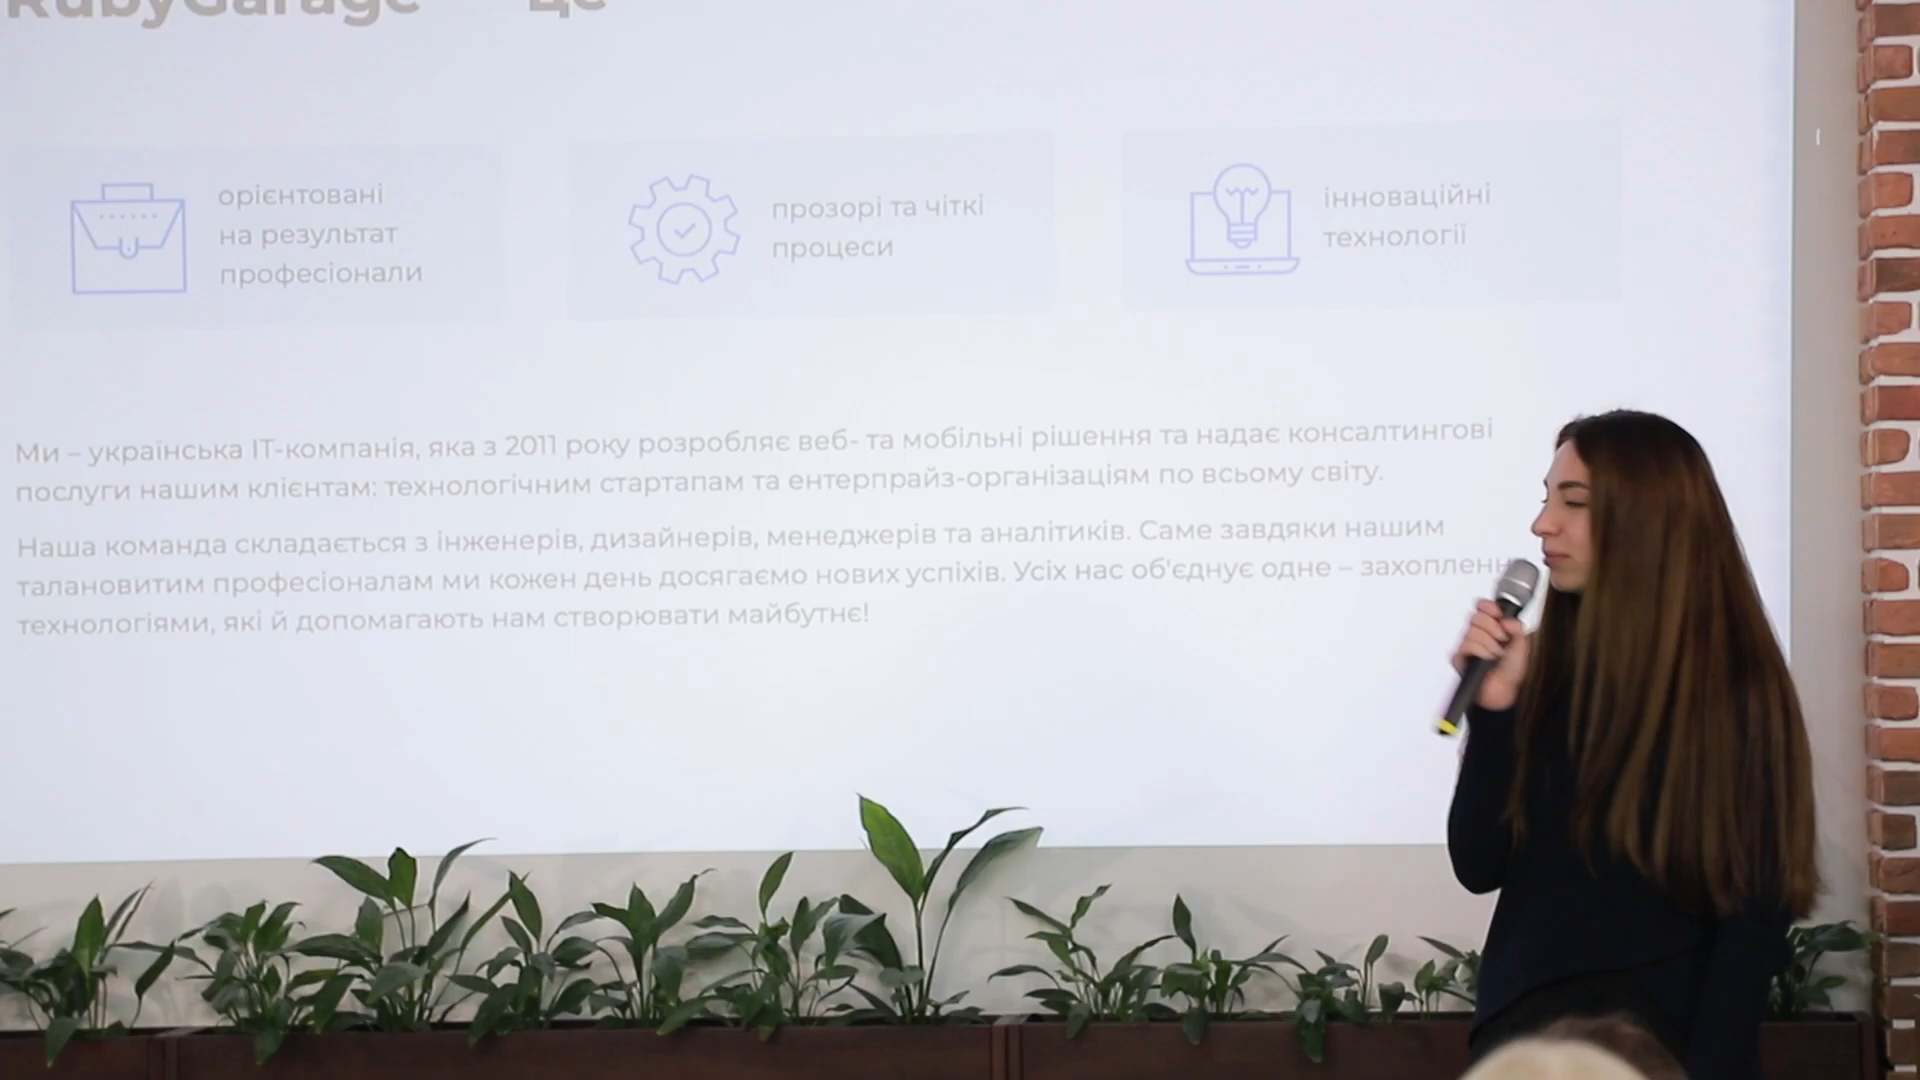 RubyGarage – це
орієнтовані
на результат
професіонали
прозорі та чіткі
процеси
інноваційні
технології
Ми – українська ІТ-компанія, яка з 2011 року розробляє веб- та мобільні рішення та надає консалтингові
послуги нашим клієнтам: технологічним стартапам та ентерпрайз-організаціям по всьому світу.
Наша команда складається з інженерів, дизайнерів, менеджерів та аналітиків. Саме завдяки нашим
талановитим професіоналам ми кожен день досягаємо нових успіхів. Усіх нас об'єднує одне – захопленн
технологіями, які й допомагають нам створювати майбутнє!